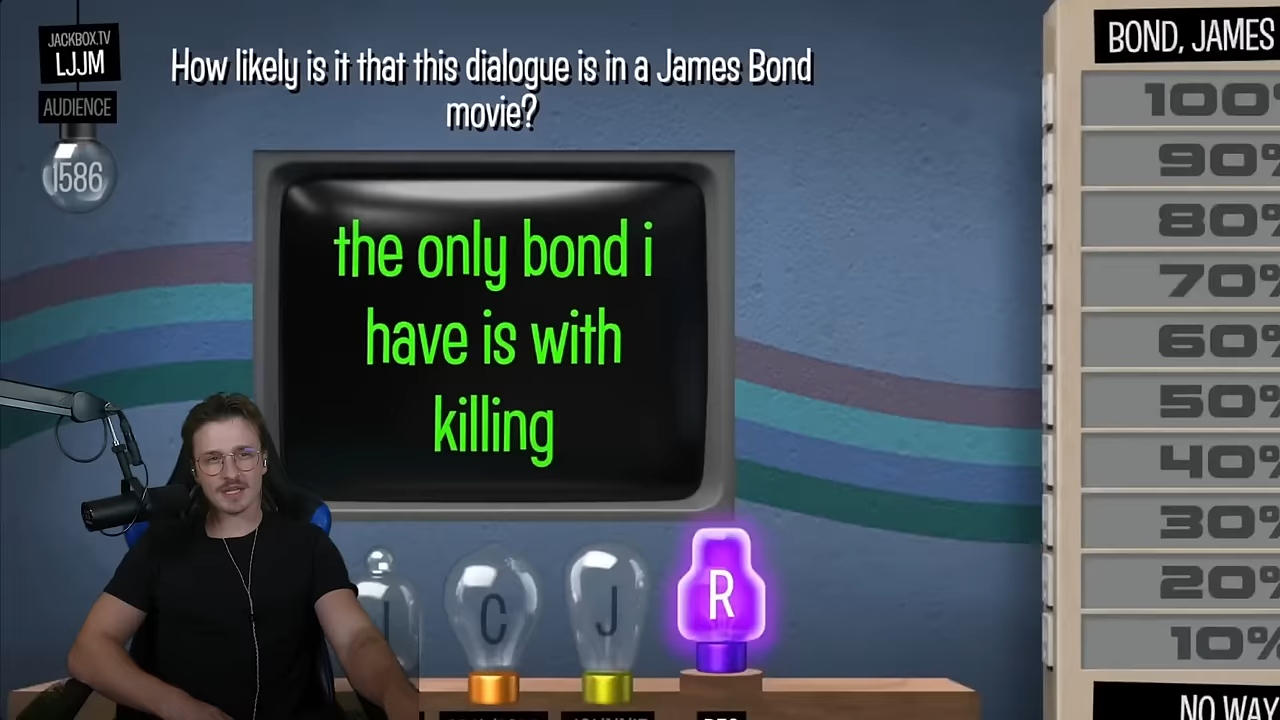 JACKBOX.TV
LJJM
AUDIENCE
1586
How likely is it that this dialogue is in a James Bond
movie?
the only bond i
have is with
killing
C
J
R
BOND, JAMES
100%
90%
80%
70%
60%
50%
40%
30%
20%
10%
NO WAY